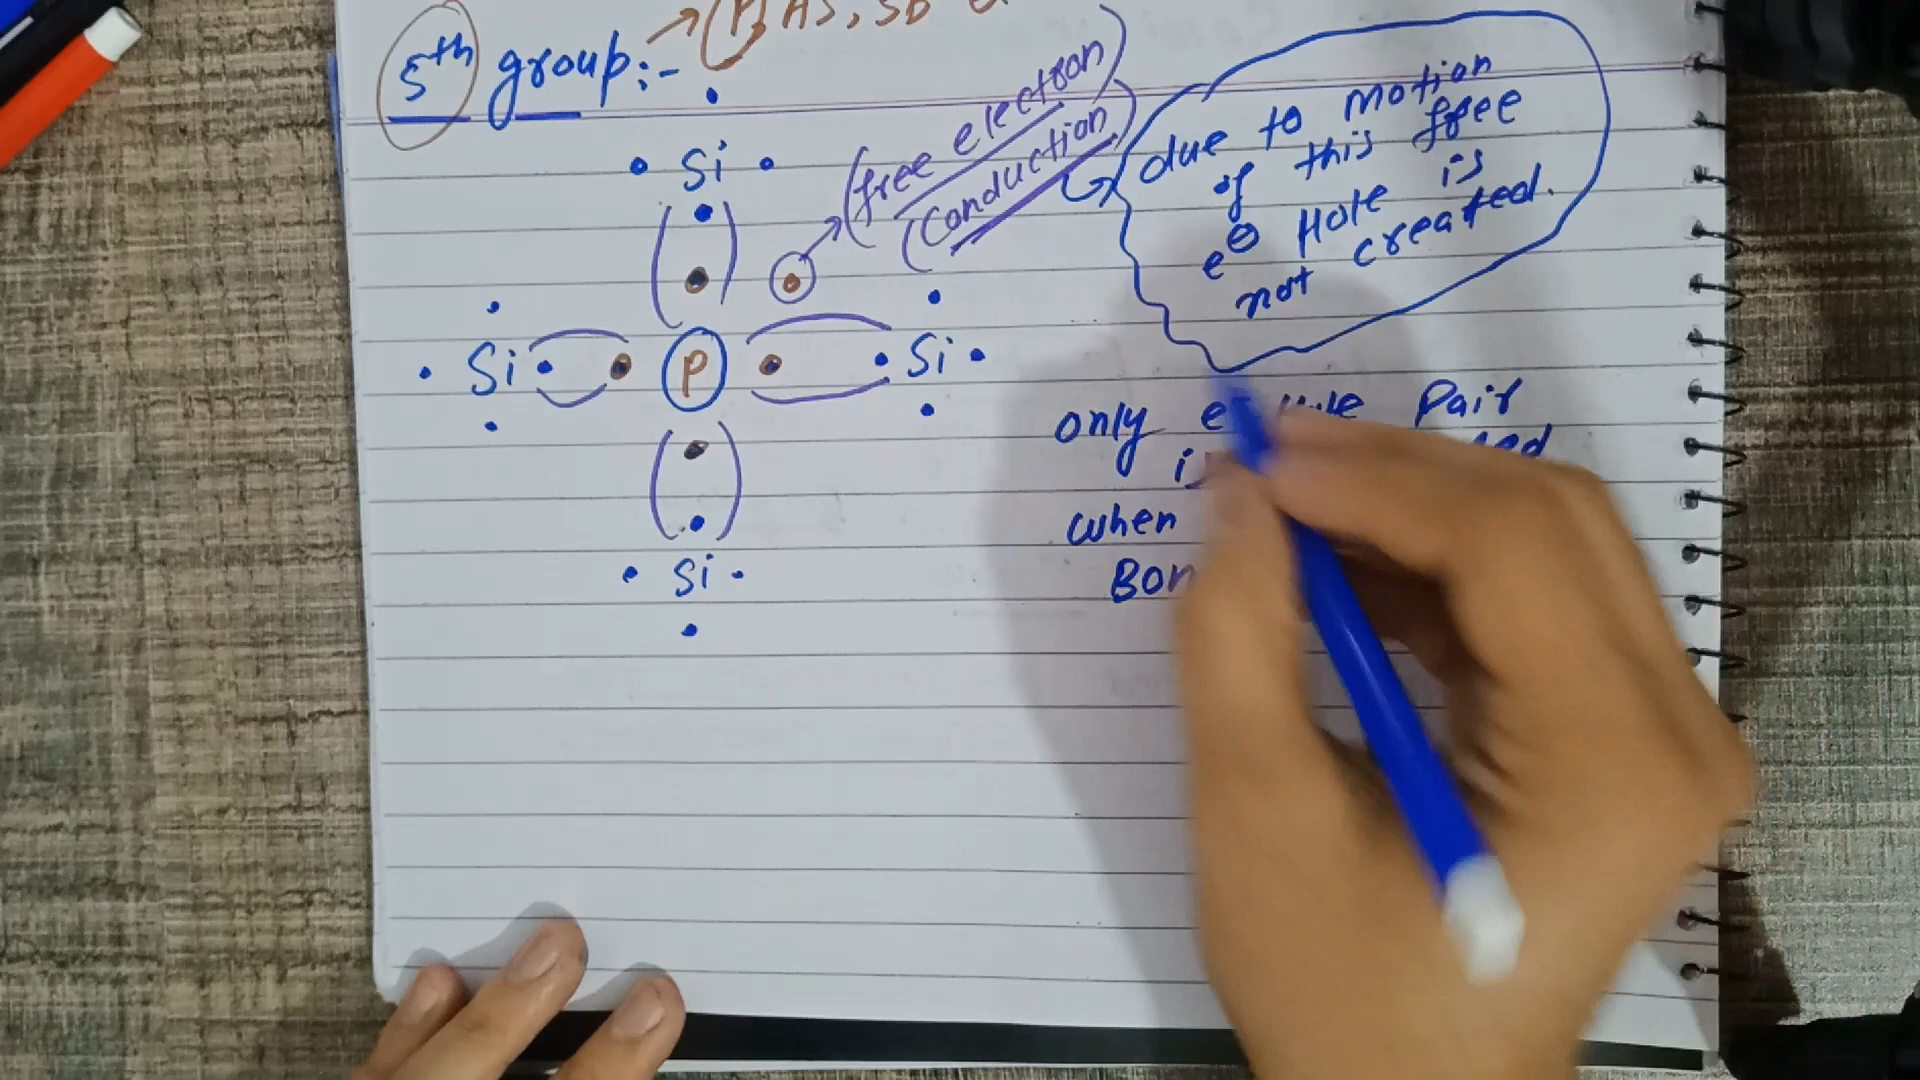 5th group:- → (P, As, Sb
Si
(free electron)
(conduction)
due to motion
of this free
e⊖ Hole is
not created.
Si P Si
only e Hole Pair
when
Si